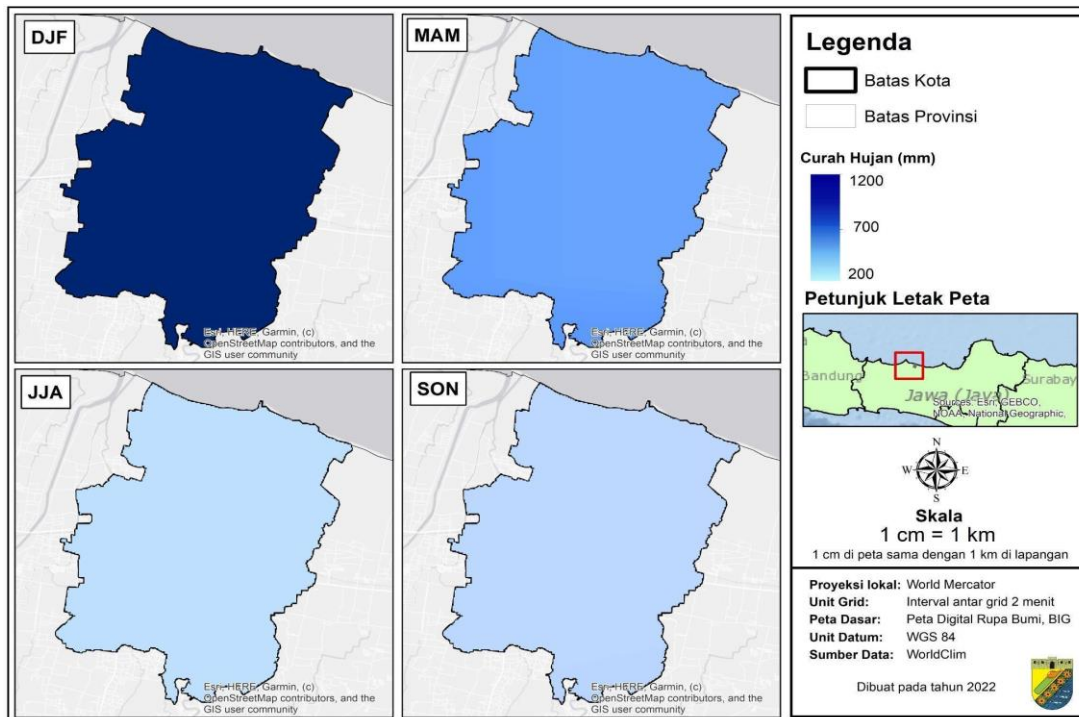 DJF
Esri, HERE, Garmin, (c)
OpenStreetMap contributors, and the
GIS user community
MAM
Esri, HERE, Garmin, (c)
OpenStreetMap contributors, and the
GIS user community
JJA
Esri, HERE, Garmin, (c)
OpenStreetMap contributors, and the
GIS user community
SON
Esri, HERE, Garmin, (c)
OpenStreetMap contributors, and the
GIS user community
Legenda
Batas Kota
Batas Provinsi
Curah Hujan (mm)
1200
700
200
Petunjuk Letak Peta
Bandung
Jawa (Java)
Surabay
Sources: Esri, GEBCO,
NOAA, National Geographic,
N
W E
S
Skala
1 cm = 1 km
1 cm di peta sama dengan 1 km di lapangan
Proyeksi lokal: World Mercator
Unit Grid: Interval antar grid 2 menit
Peta Dasar: Peta Digital Rupa Bumi, BIG
Unit Datum: WGS 84
Sumber Data: WorldClim
Dibuat pada tahun 2022